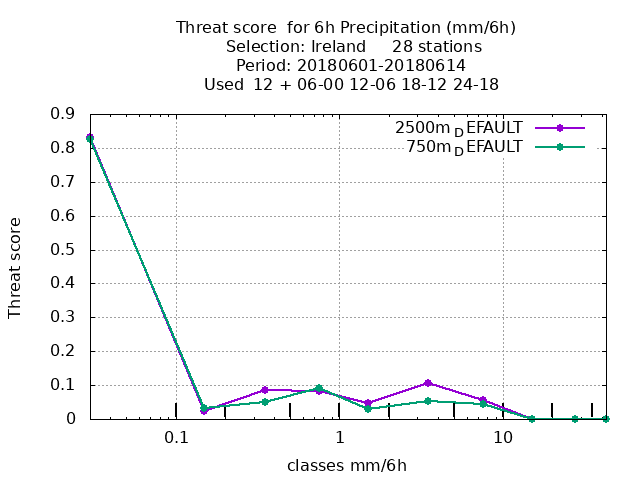 Threat score  for 6h Precipitation (mm/6h)
Selection: Ireland     28 stations
Period: 20180601-20180614
Used  12 + 06-00 12-06 18-12 24-18
2500m_DEFAULT
750m_DEFAULT
0.9
0.8
0.7
0.6
0.5
0.4
0.3
0.2
0.1
0
Threat score
0.1 1 10
classes mm/6h